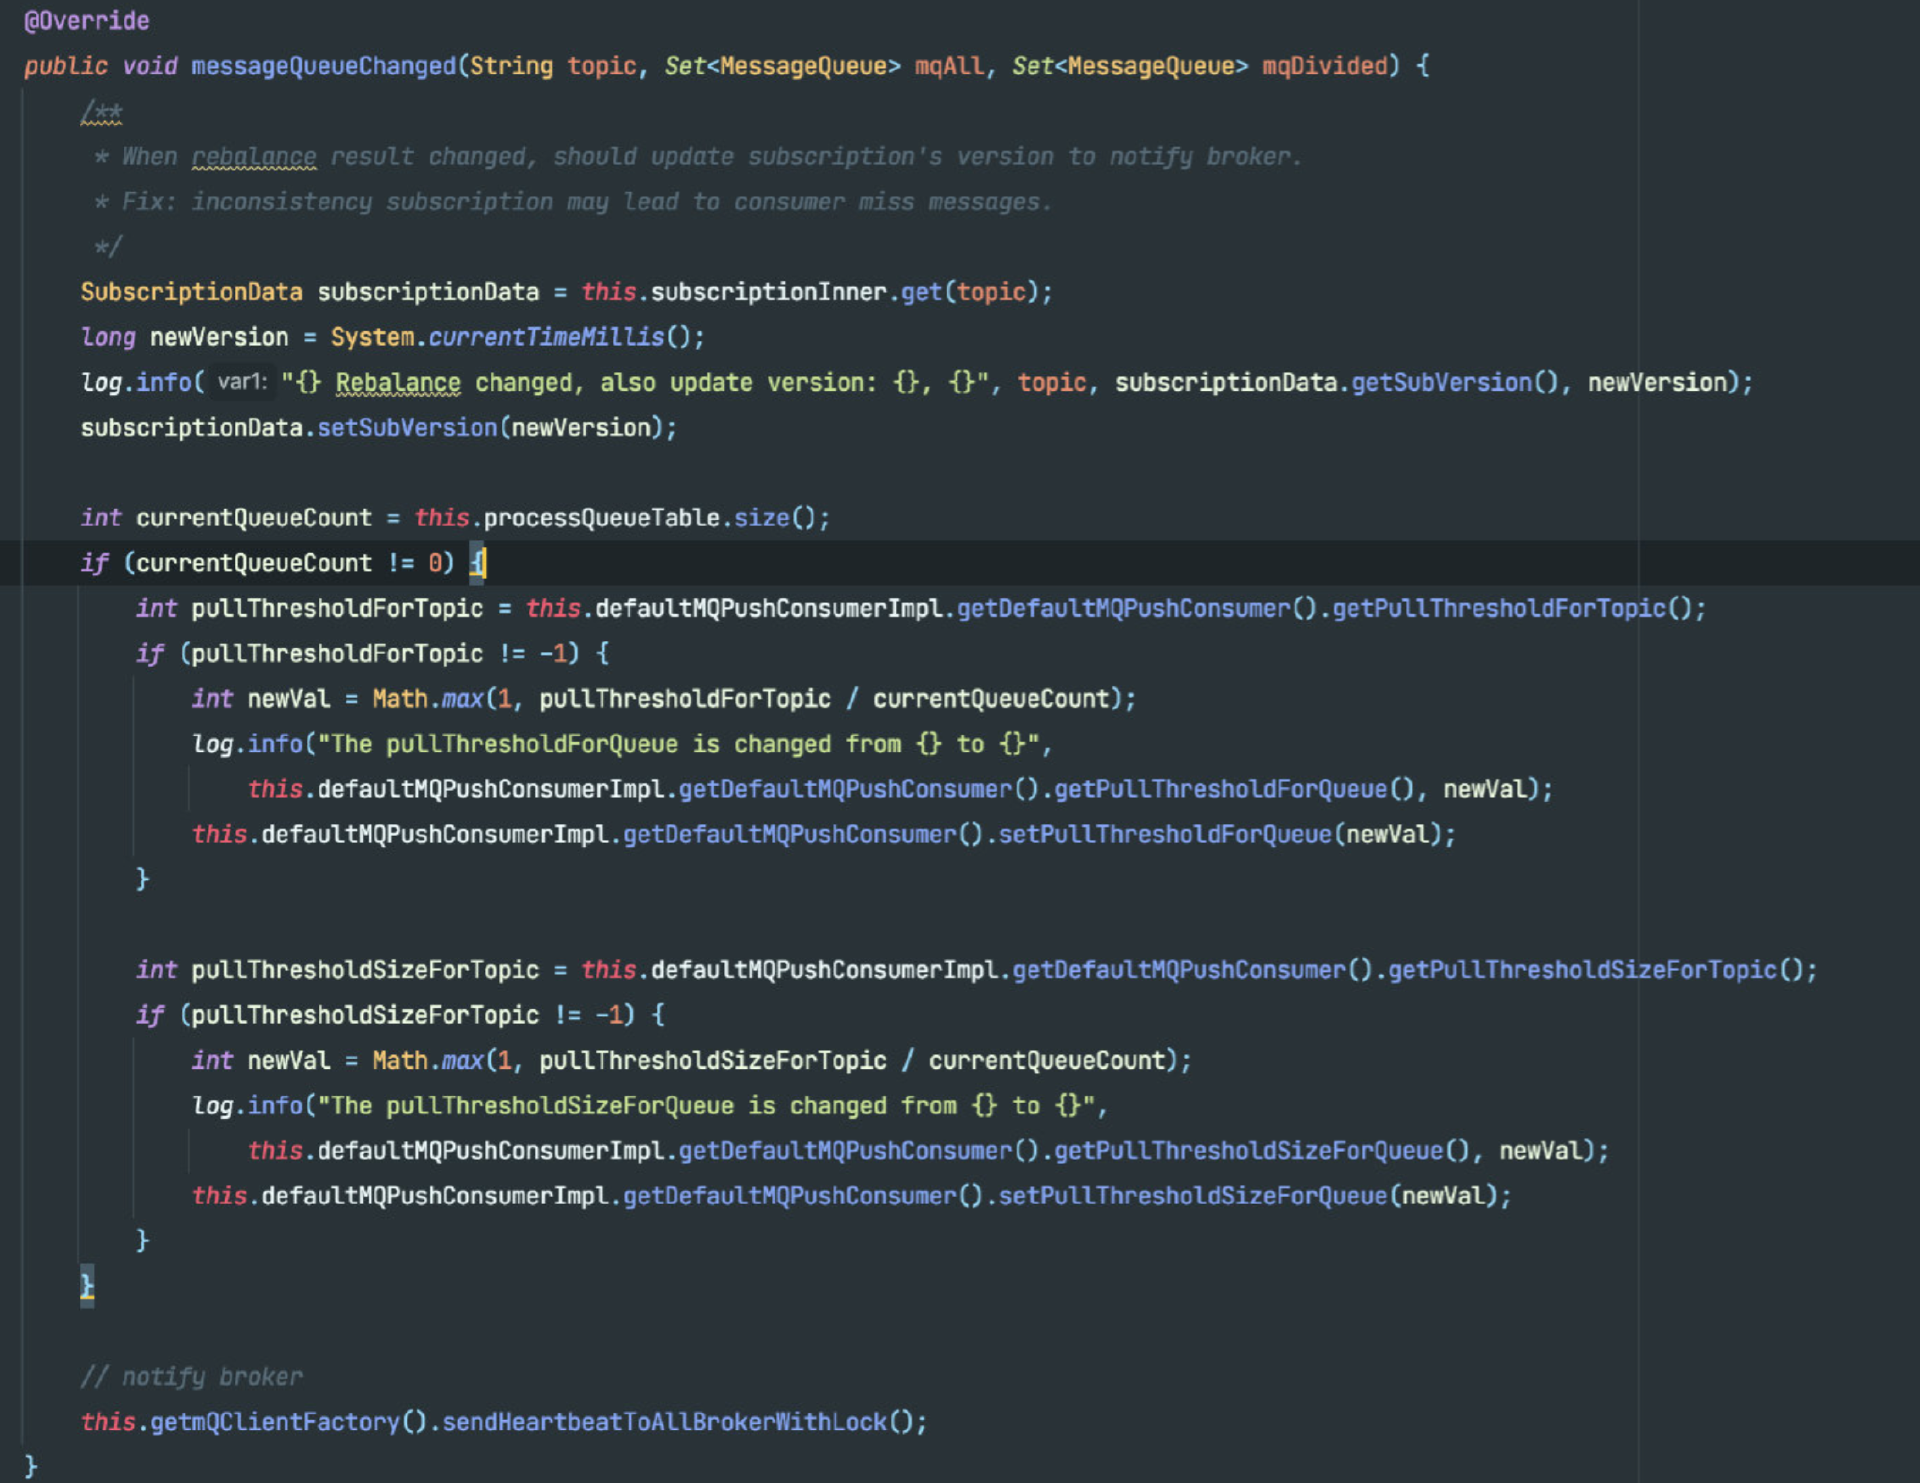 @Override
public void messageQueueChanged(String topic, Set<MessageQueue> mqAll, Set<MessageQueue> mqDivided) {
/**
* When rebalance result changed, should update subscription's version to notify broker.
* Fix: inconsistency subscription may lead to consumer miss messages.
*/
SubscriptionData subscriptionData = this.subscriptionInner.get(topic);
long newVersion = System.currentTimeMillis();
log.info( var1: "{} Rebalance changed, also update version: {}, {}", topic, subscriptionData.getSubVersion(), newVersion);
subscriptionData.setSubVersion(newVersion);
int currentQueueCount = this.processQueueTable.size();
if (currentQueueCount != 0) {
int pullThresholdForTopic = this.defaultMQPushConsumerImpl.getDefaultMQPushConsumer().getPullThresholdForTopic();
if (pullThresholdForTopic != -1) {
int newVal = Math.max(1, pullThresholdForTopic / currentQueueCount);
log.info("The pullThresholdForQueue is changed from {} to {}",
this.defaultMQPushConsumerImpl.getDefaultMQPushConsumer().getPullThresholdForQueue(), newVal);
this.defaultMQPushConsumerImpl.getDefaultMQPushConsumer().setPullThresholdForQueue(newVal);
}
int pullThresholdSizeForTopic = this.defaultMQPushConsumerImpl.getDefaultMQPushConsumer().getPullThresholdSizeForTopic();
if (pullThresholdSizeForTopic != -1) {
int newVal = Math.max(1, pullThresholdSizeForTopic / currentQueueCount);
log.info("The pullThresholdSizeForQueue is changed from {} to {}",
this.defaultMQPushConsumerImpl.getDefaultMQPushConsumer().getPullThresholdSizeForQueue(), newVal);
this.defaultMQPushConsumerImpl.getDefaultMQPushConsumer().setPullThresholdSizeForQueue(newVal);
}
}
// notify broker
this.getmQClientFactory().sendHeartbeatToAllBrokerWithLock();
}